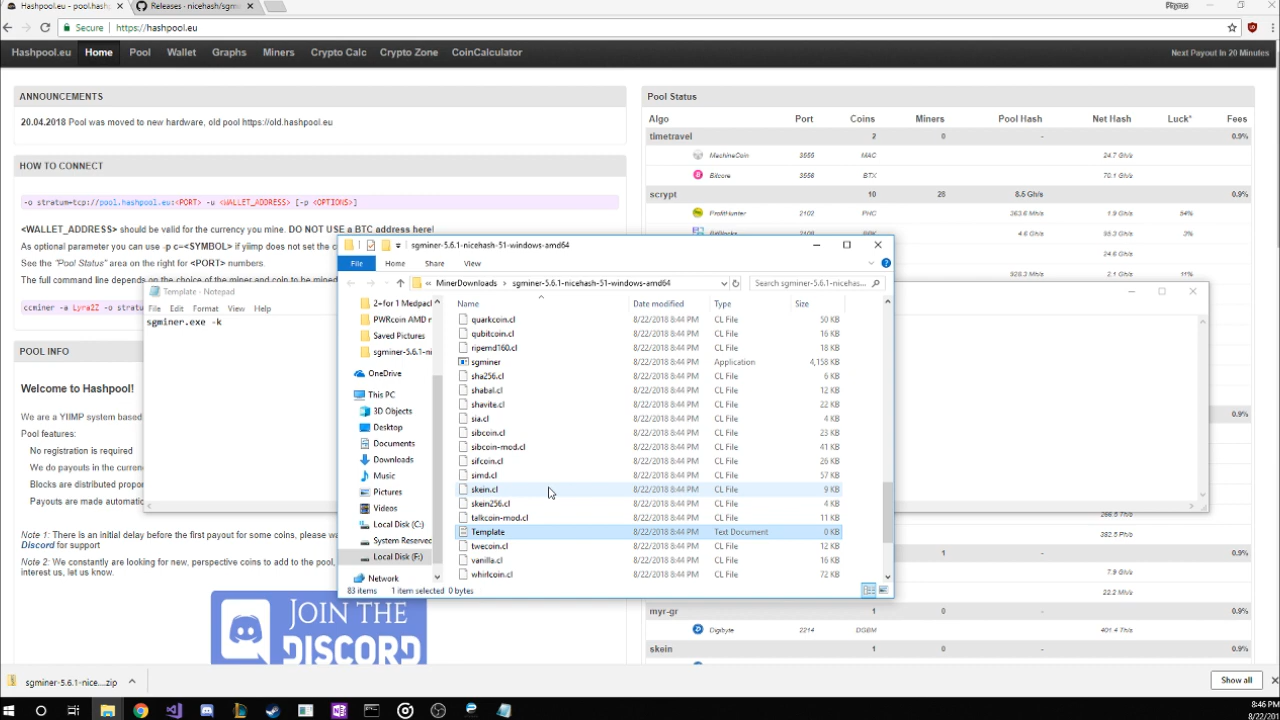 Hashpool.eu - pool.hash
Releases · nicehash/sgm
Secure
https://hashpool.eu
Hashpool.eu
Home
Pool
Wallet
Graphs
Miners
Crypto Calc
Crypto Zone
CoinCalculator
Next Payout In 20 Minutes
ANNOUNCEMENTS
20.04.2018 Pool was moved to new hardware, old pool https://old.hashpool.eu
HOW TO CONNECT
-o stratum+tcp://pool.hashpool.eu:<PORT> -u <WALLET_ADDRESS> [-p <OPTIONS>]
<WALLET_ADDRESS> should be valid for the currency you mine. DO NOT USE a BTC address here!
As optional parameter you can use -p c=<SYMBOL> if yiimp does not set the c
See the "Pool Status" area on the right for <PORT> numbers.
The full command line depends on the choice of the miner and coin to be mined
ccminer -a Lyra2Z -o stratu
POOL INFO
Welcome to Hashpool!
We are a YIIMP system based
Pool features:
No registration is required
We do payouts in the curren
Blocks are distributed propor
Payouts are made automatic
Note 1: There is an initial delay before the first payout for some coins, please wa
Discord for support
Note 2: We constantly are looking for new, perspective coins to add to the pool,
interest us, let us know.
JOIN THE
DISCORD
Pool Status
Algo Port Coins Miners Pool Hash Net Hash Luck* Fees
timetravel 2 0 - 0.9%
MachineCoin 3555 MAC 24.7 Gh/s
Bitcore 3556 BTX 70.1 Gh/s
scrypt 10 28 8.5 Gh/s 0.9%
ProfitHunter 2102 PHC 363.6 Mh/s 1.9 Gh/s 54%
4.6 Gh/s 95.3 Gh/s 3%
24.6 Gh/s
928.3 Mh/s 2.1 Gh/s 11%
0.9%
382.5 Ph/s
1 - 0.9%
7.9 Gh/s
22.2 Mh/s
myr-gr 1 0 - 0.9%
Digibyte 2214 DGBM 401.4 Th/s
skein 1 0 - 0.9%
Template - Notepad
File Edit Format View Help
sgminer.exe -k
sgminer-5.6.1-nicehash-51-windows-amd64
File Home Share View
« MinerDownloads > sgminer-5.6.1-nicehash-51-windows-amd64
Search sgminer-5.6.1-nicehas...
2+for 1 Medpacl
PWRcoin AMD n
Saved Pictures
sgminer-5.6.1-ni
OneDrive
This PC
3D Objects
Desktop
Documents
Downloads
Music
Pictures
Videos
Local Disk (C:)
System Reserved
Local Disk (F:)
Network
Name Date modified Type Size
quarkcoin.cl 8/22/2018 8:44 PM CL File 50 KB
qubitcoin.cl 8/22/2018 8:44 PM CL File 16 KB
ripemd160.cl 8/22/2018 8:44 PM CL File 18 KB
sgminer 8/22/2018 8:44 PM Application 4,158 KB
sha256.cl 8/22/2018 8:44 PM CL File 6 KB
shabal.cl 8/22/2018 8:44 PM CL File 12 KB
shavite.cl 8/22/2018 8:44 PM CL File 22 KB
sia.cl 8/22/2018 8:44 PM CL File 4 KB
sibcoin.cl 8/22/2018 8:44 PM CL File 23 KB
sibcoin-mod.cl 8/22/2018 8:44 PM CL File 41 KB
sifcoin.cl 8/22/2018 8:44 PM CL File 26 KB
simd.cl 8/22/2018 8:44 PM CL File 53 KB
skein.cl 8/22/2018 8:44 PM CL File 9 KB
skein256.cl 8/22/2018 8:44 PM CL File 4 KB
talkcoin-mod.cl 8/22/2018 8:44 PM CL File 11 KB
Template 8/22/2018 8:44 PM Text Document 0 KB
twecoin.cl 8/22/2018 8:44 PM CL File 12 KB
vanilla.cl 8/22/2018 8:44 PM CL File 16 KB
whirlcoin.cl 8/22/2018 8:44 PM CL File 72 KB
83 items 1 item selected 0 bytes
sgminer-5.6.1-nice....zip
Show all
8:46 PM
8/22/201